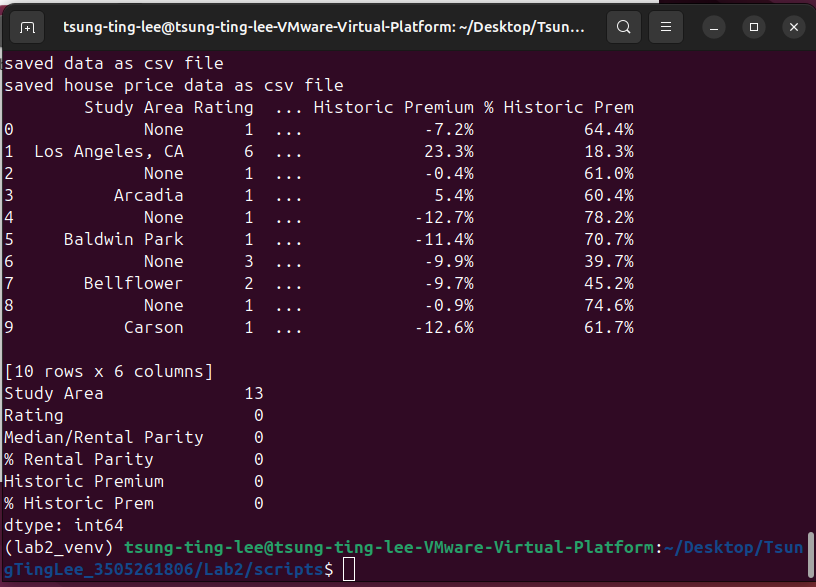 tsung-ting-lee@tsung-ting-lee-VMware-Virtual-Platform: ~/Desktop/Tsun...
saved data as csv file
saved house price data as csv file
        Study Area Rating  ... Historic Premium % Historic Prem
0             None      1  ...            -7.2%           64.4%
1  Los Angeles, CA      6  ...            23.3%           18.3%
2             None      1  ...            -0.4%           61.0%
3          Arcadia      1  ...             5.4%           60.4%
4             None      1  ...           -12.7%           78.2%
5     Baldwin Park      1  ...           -11.4%           70.7%
6             None      3  ...            -9.9%           39.7%
7       Bellflower      2  ...            -9.7%           45.2%
8             None      1  ...            -0.9%           74.6%
9           Carson      1  ...           -12.6%           61.7%

[10 rows x 6 columns]
Study Area              13
Rating                   0
Median/Rental Parity     0
% Rental Parity          0
Historic Premium         0
% Historic Prem          0
dtype: int64
(lab2_venv) tsung-ting-lee@tsung-ting-lee-VMware-Virtual-Platform:~/Desktop/Tsun
gTingLee_3505261806/Lab2/scripts$